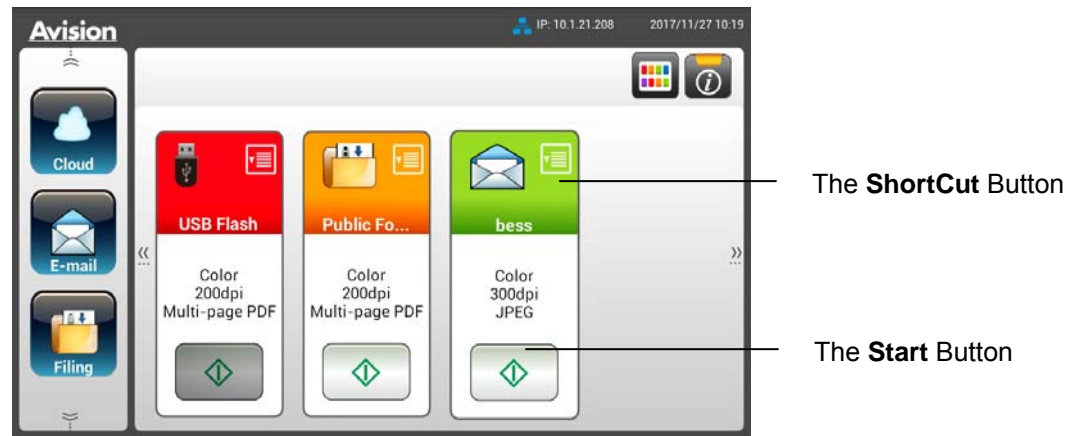 Avision
IP: 10.1.21.208
2017/11/27 10:19
Cloud
E-mail
Filing
USB Flash
Color
200dpi
Multi-page PDF
Public Fo...
Color
200dpi
Multi-page PDF
bess
Color
300dpi
JPEG
The ShortCut Button
The Start Button